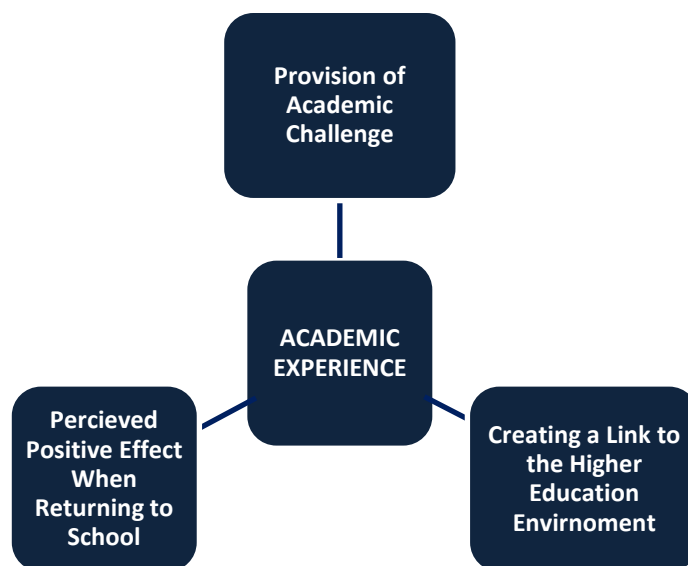 Provision of
Academic
Challenge
ACADEMIC
EXPERIENCE
Percieved
Positive Effect
When
Returning to
School
Creating a Link to
the Higher
Education
Envirnoment